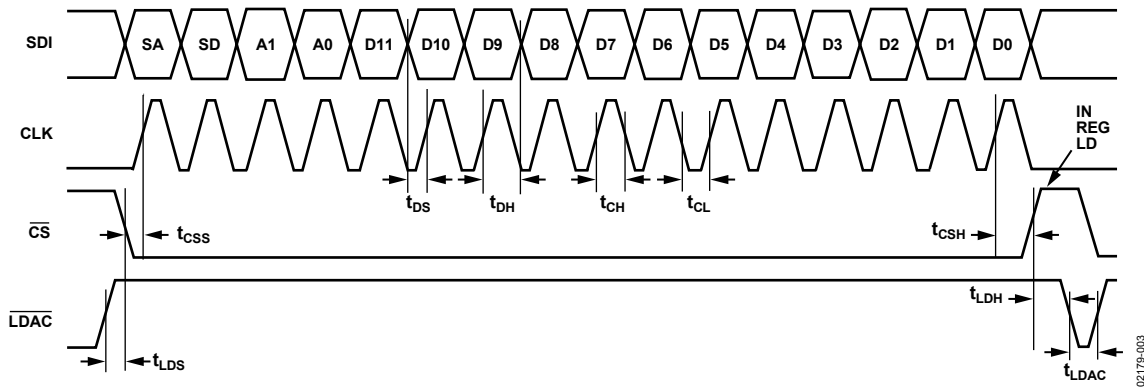 SDI SA SD A1 A0 D11 D10 D9 D8 D7 D6 D5 D4 D3 D2 D1 D0
CLK
IN
REG
LD
tDS tDH tCH tCL
CS
tCSS tCSH
LDAC
tLDH
tLDS tLDAC
02179-003